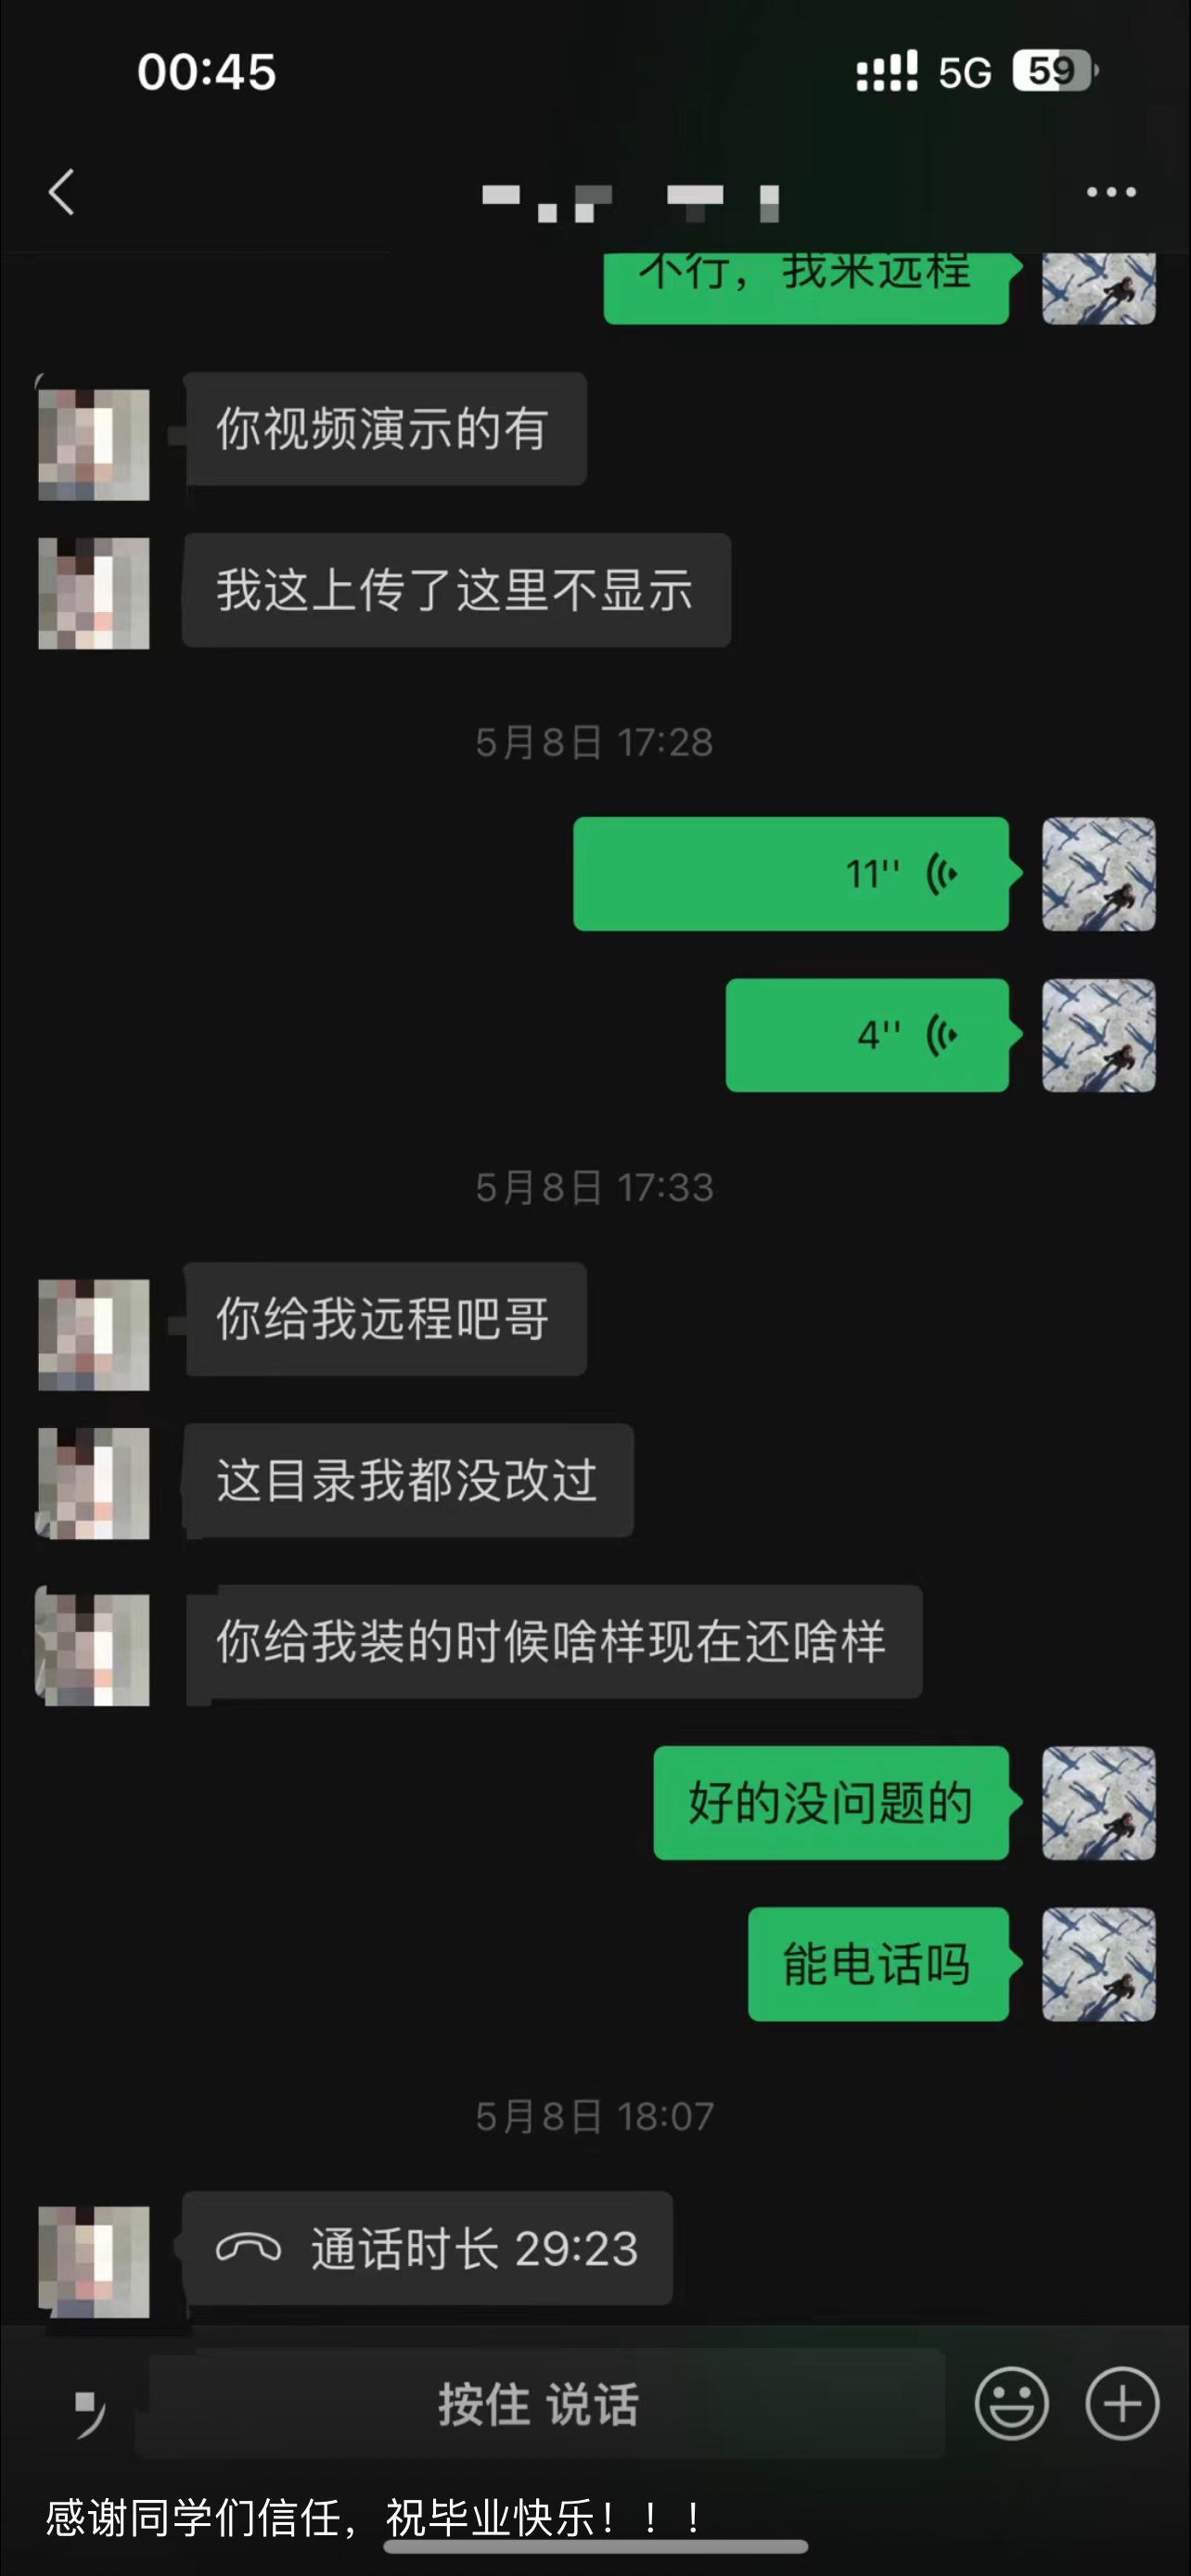 00:45
5G 59
不行，我来远程
你视频演示的有
我这上传了这里不显示
5月8日 17:28
11''
4''
5月8日 17:33
你给我远程吧哥
这目录我都没改过
你给我装的时候啥样现在还啥样
好的没问题的
能电话吗
5月8日 18:07
通话时长 29:23
按住 说话
感谢同学们信任，祝毕业快乐！！！